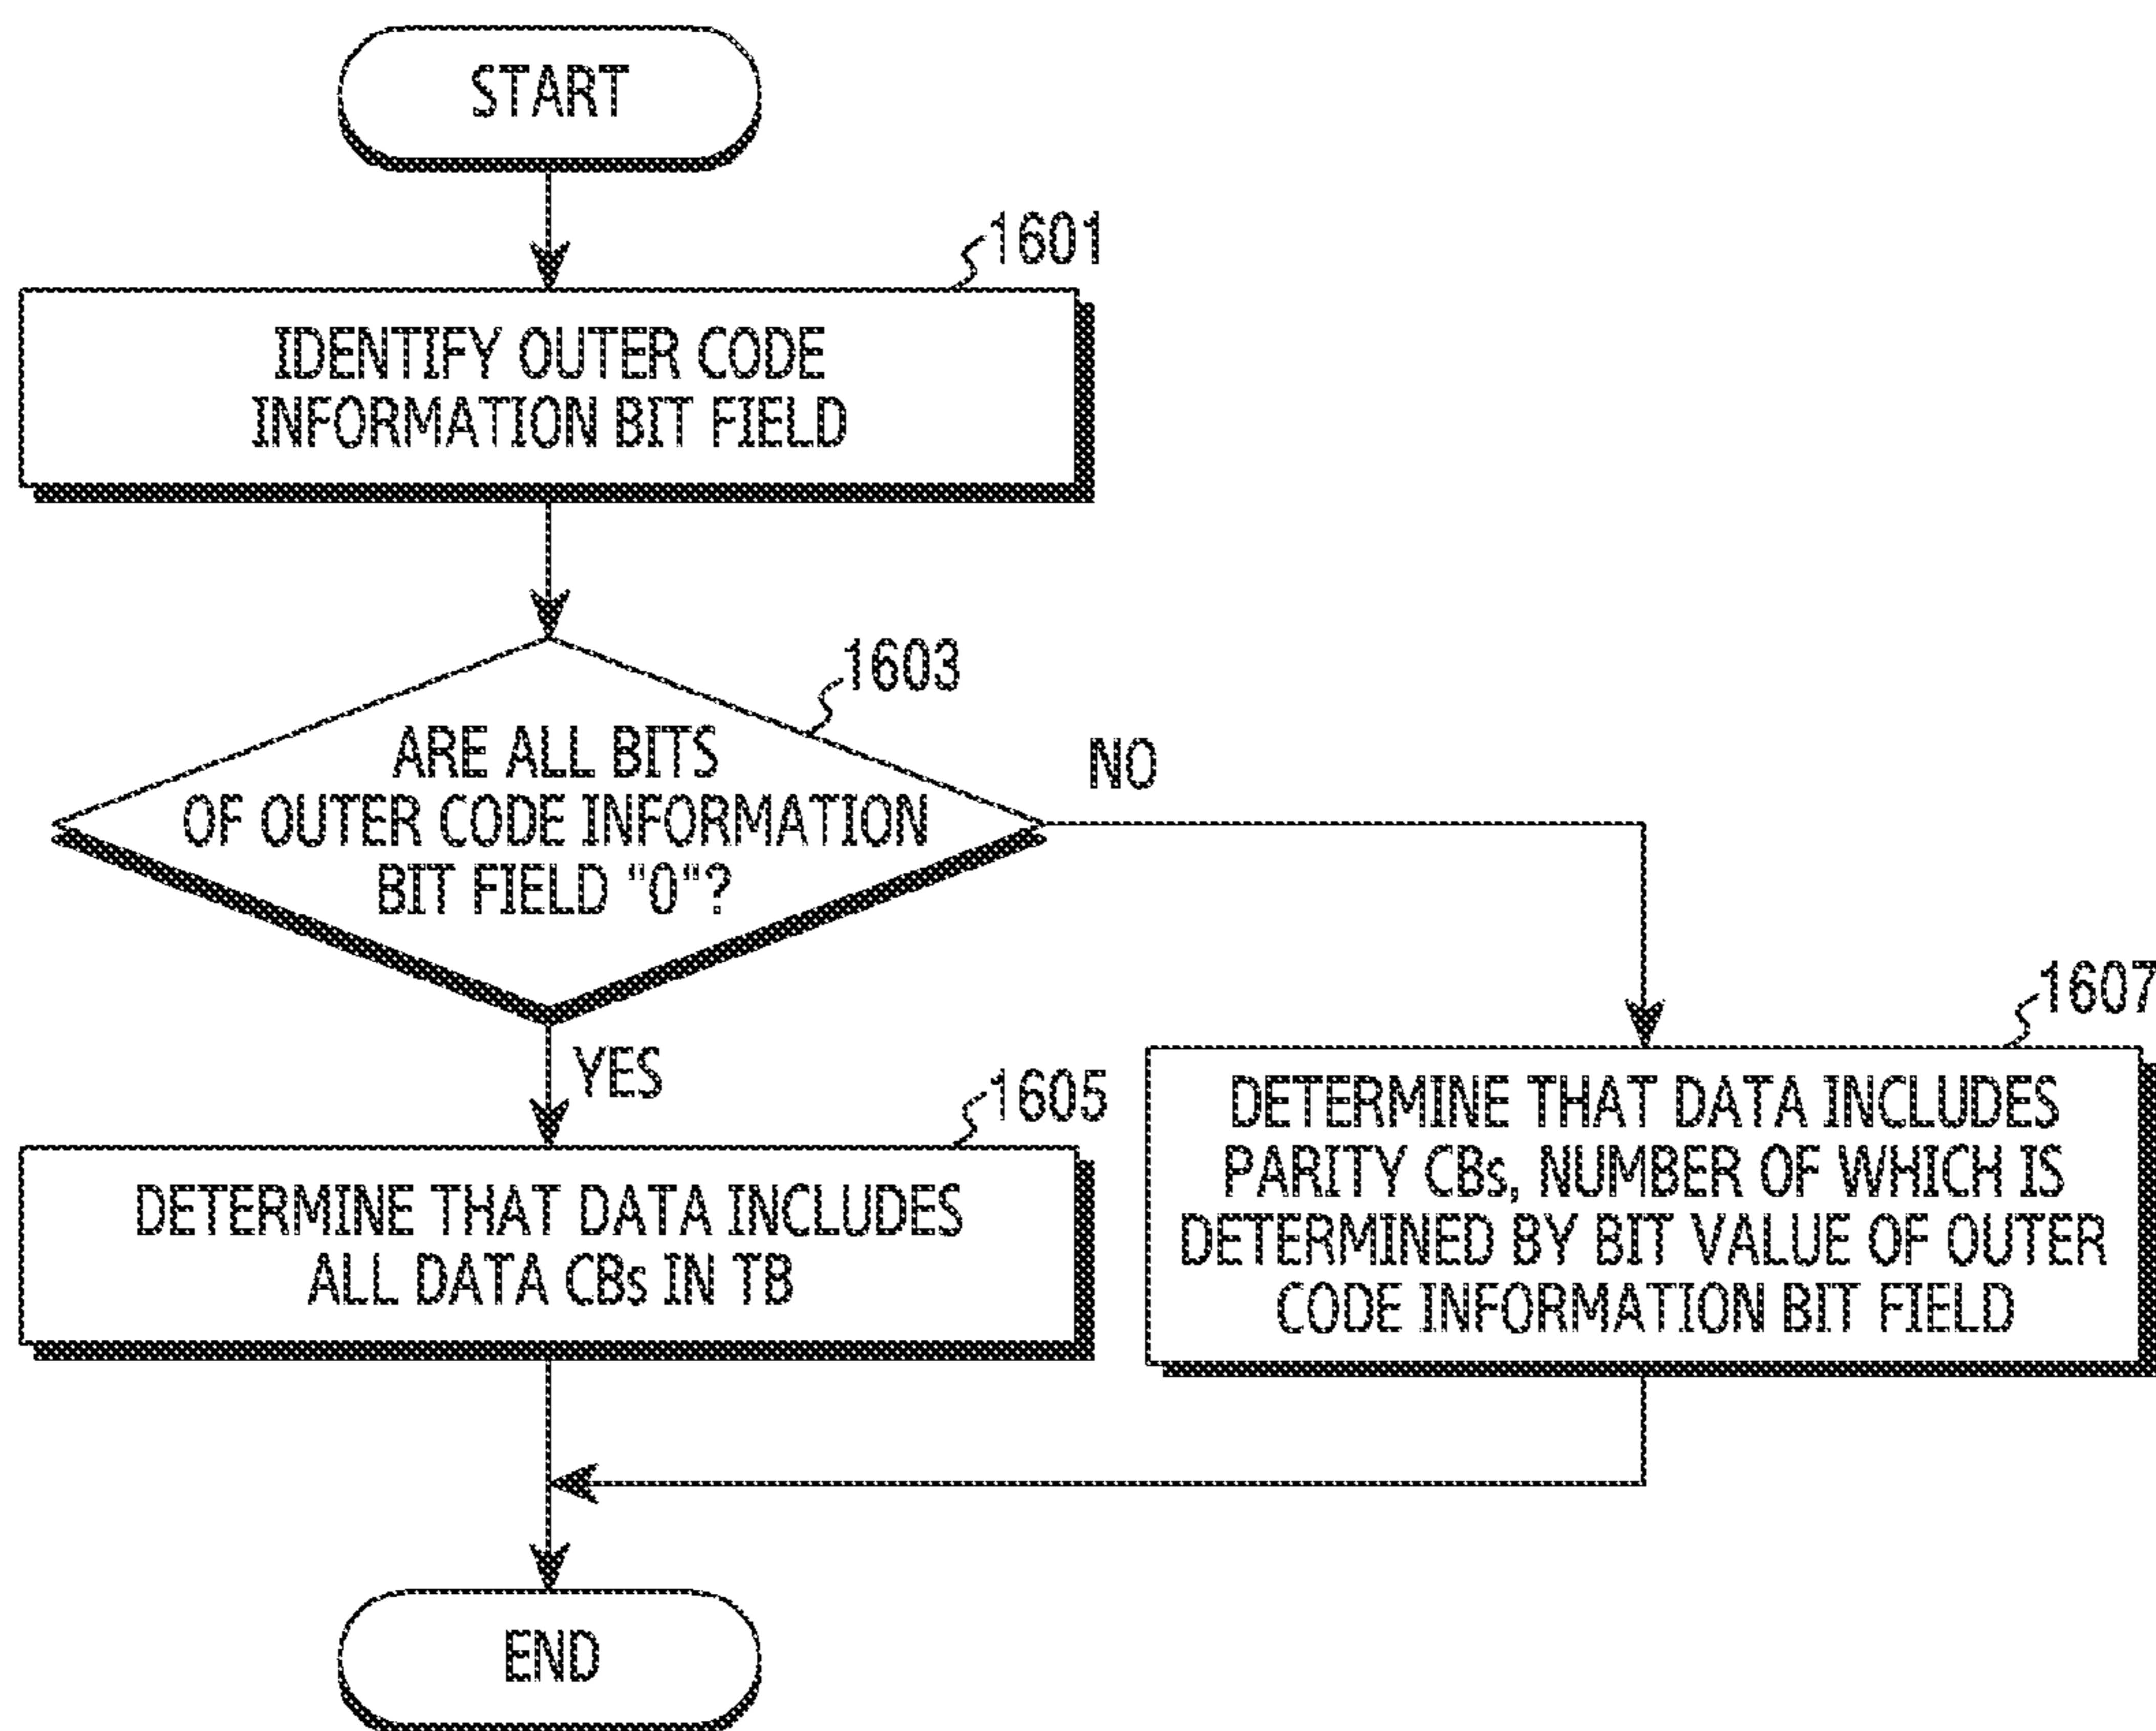 START
1601
IDENTIFY OUTER CODE
INFORMATION BIT FIELD
1603
ARE ALL BITS
OF OUTER CODE INFORMATION
BIT FIELD "0"?
NO
YES
1605
DETERMINE THAT DATA INCLUDES
ALL DATA CBs IN TB
1607
DETERMINE THAT DATA INCLUDES
PARITY CBs, NUMBER OF WHICH IS
DETERMINED BY BIT VALUE OF OUTER
CODE INFORMATION BIT FIELD
END